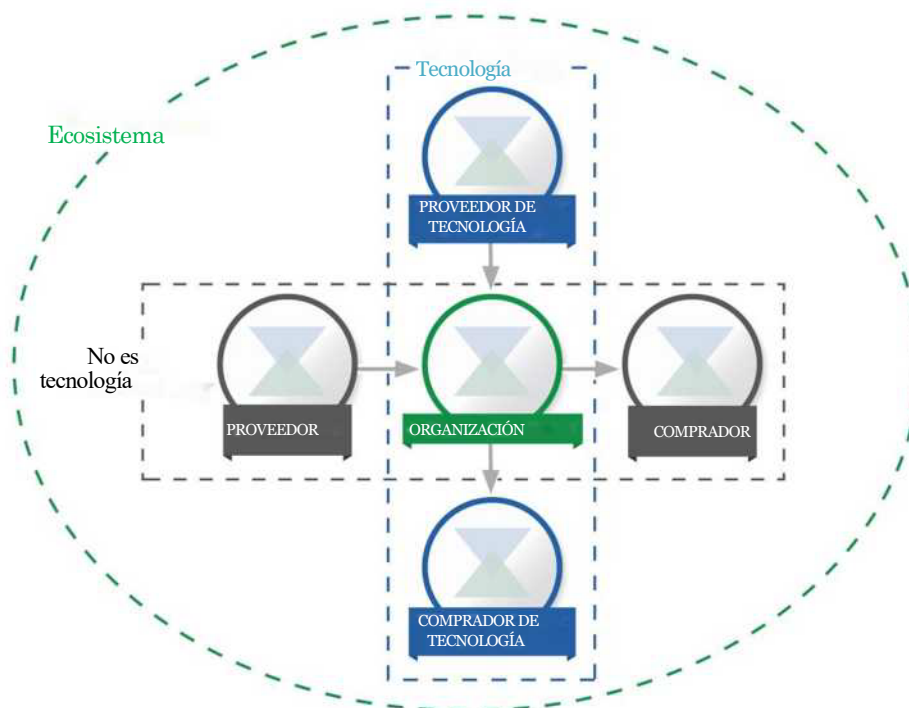 Tecnología
Ecosistema
PROVEEDOR DE
TECNOLOGÍA
No es
tecnología
PROVEEDOR
ORGANIZACIÓN
COMPRADOR
COMPRADOR DE
TECNOLOGÍA